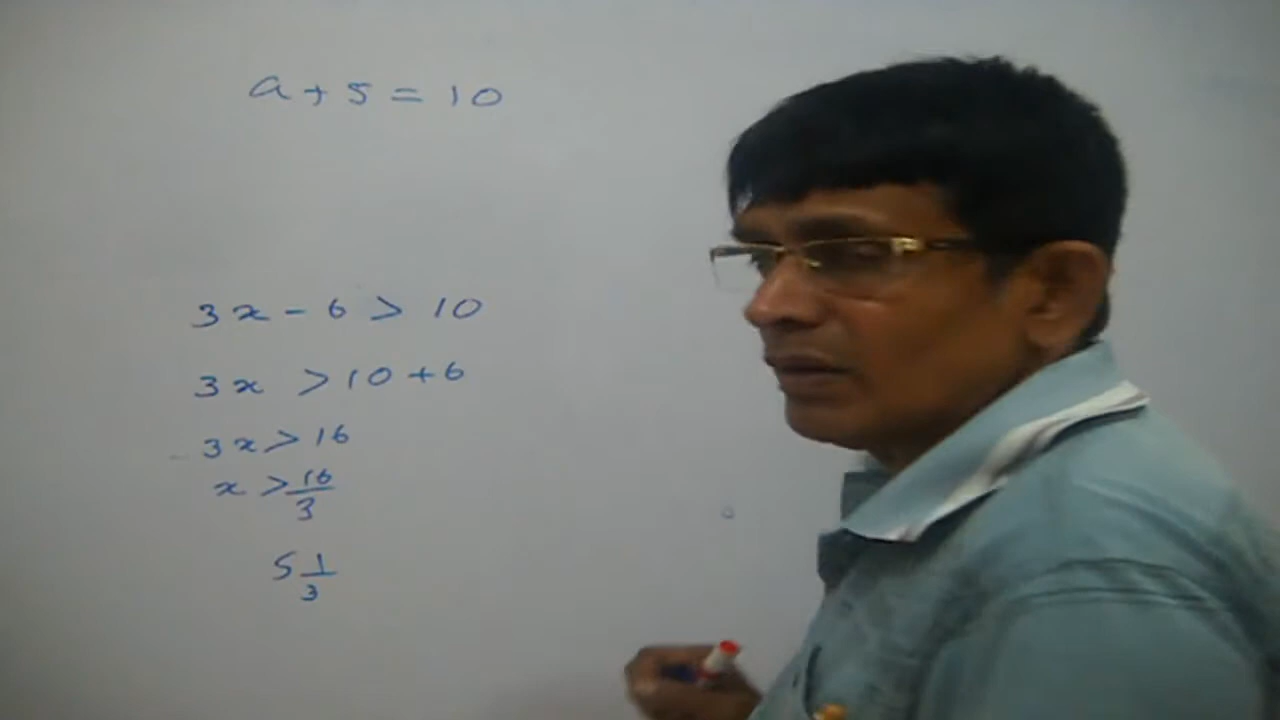 a + 5 = 10
3x - 6 > 10
3x > 10 + 6
3x > 16
x > 16/3
5 1/3